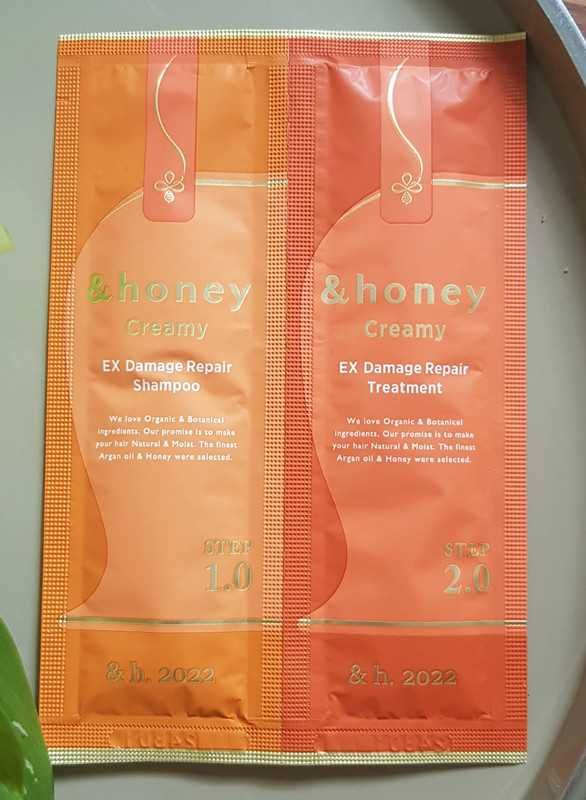 &honey
Creamy
EX Damage Repair
Shampoo
We love Organic & Botanical
ingredients. Our promise is to make
your hair Natural & Moist. The finest
Argan oil & Honey were selected.
STEP
1.0
& h. 2022
&honey
Creamy
EX Damage Repair
Treatment
We love Organic & Botanical
ingredients. Our promise is to make
your hair Natural & Moist. The finest
Argan oil & Honey were selected.
STEP
2.0
& h. 2022